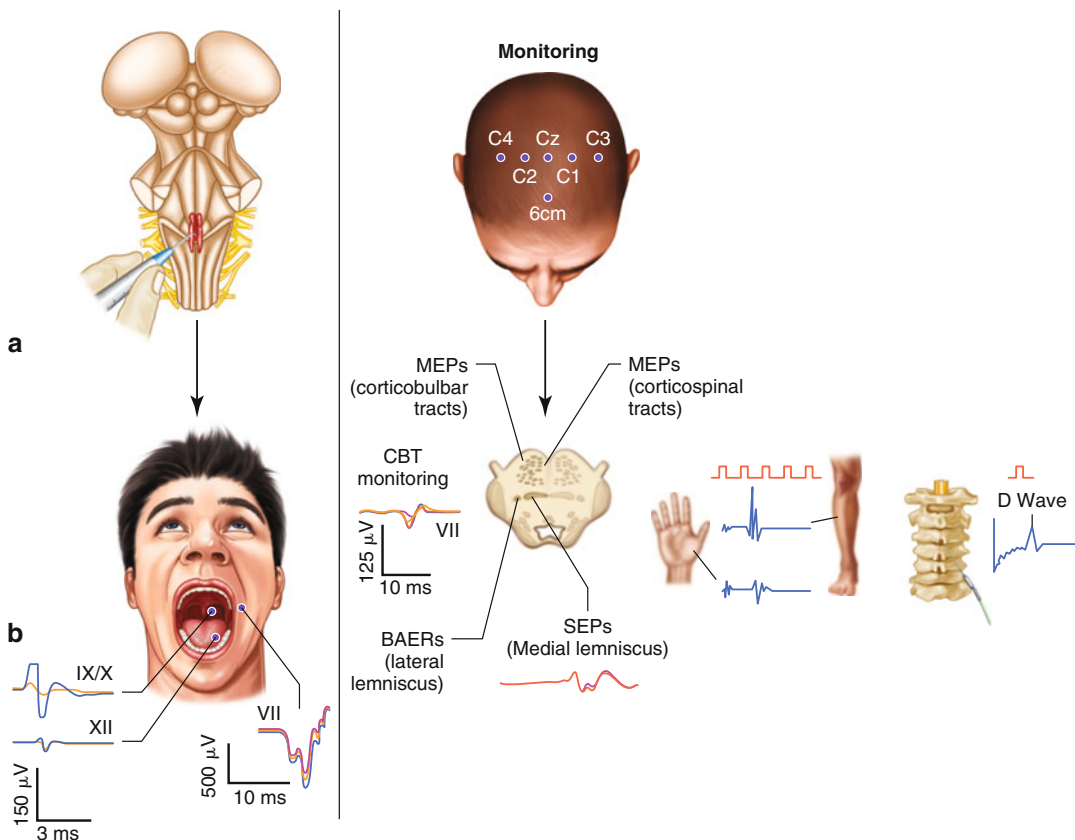 a
b
IX/X
XII
150 µV
3 ms
VII
500 µV
10 ms
Monitoring
C4 Cz C3
C2 C1
6cm
MEPs
(corticobulbar
tracts)
MEPs
(corticospinal
tracts)
CBT
monitoring
VII
125 µV
10 ms
BAERs
(lateral
lemniscus)
SEPs
(Medial lemniscus)
D Wave